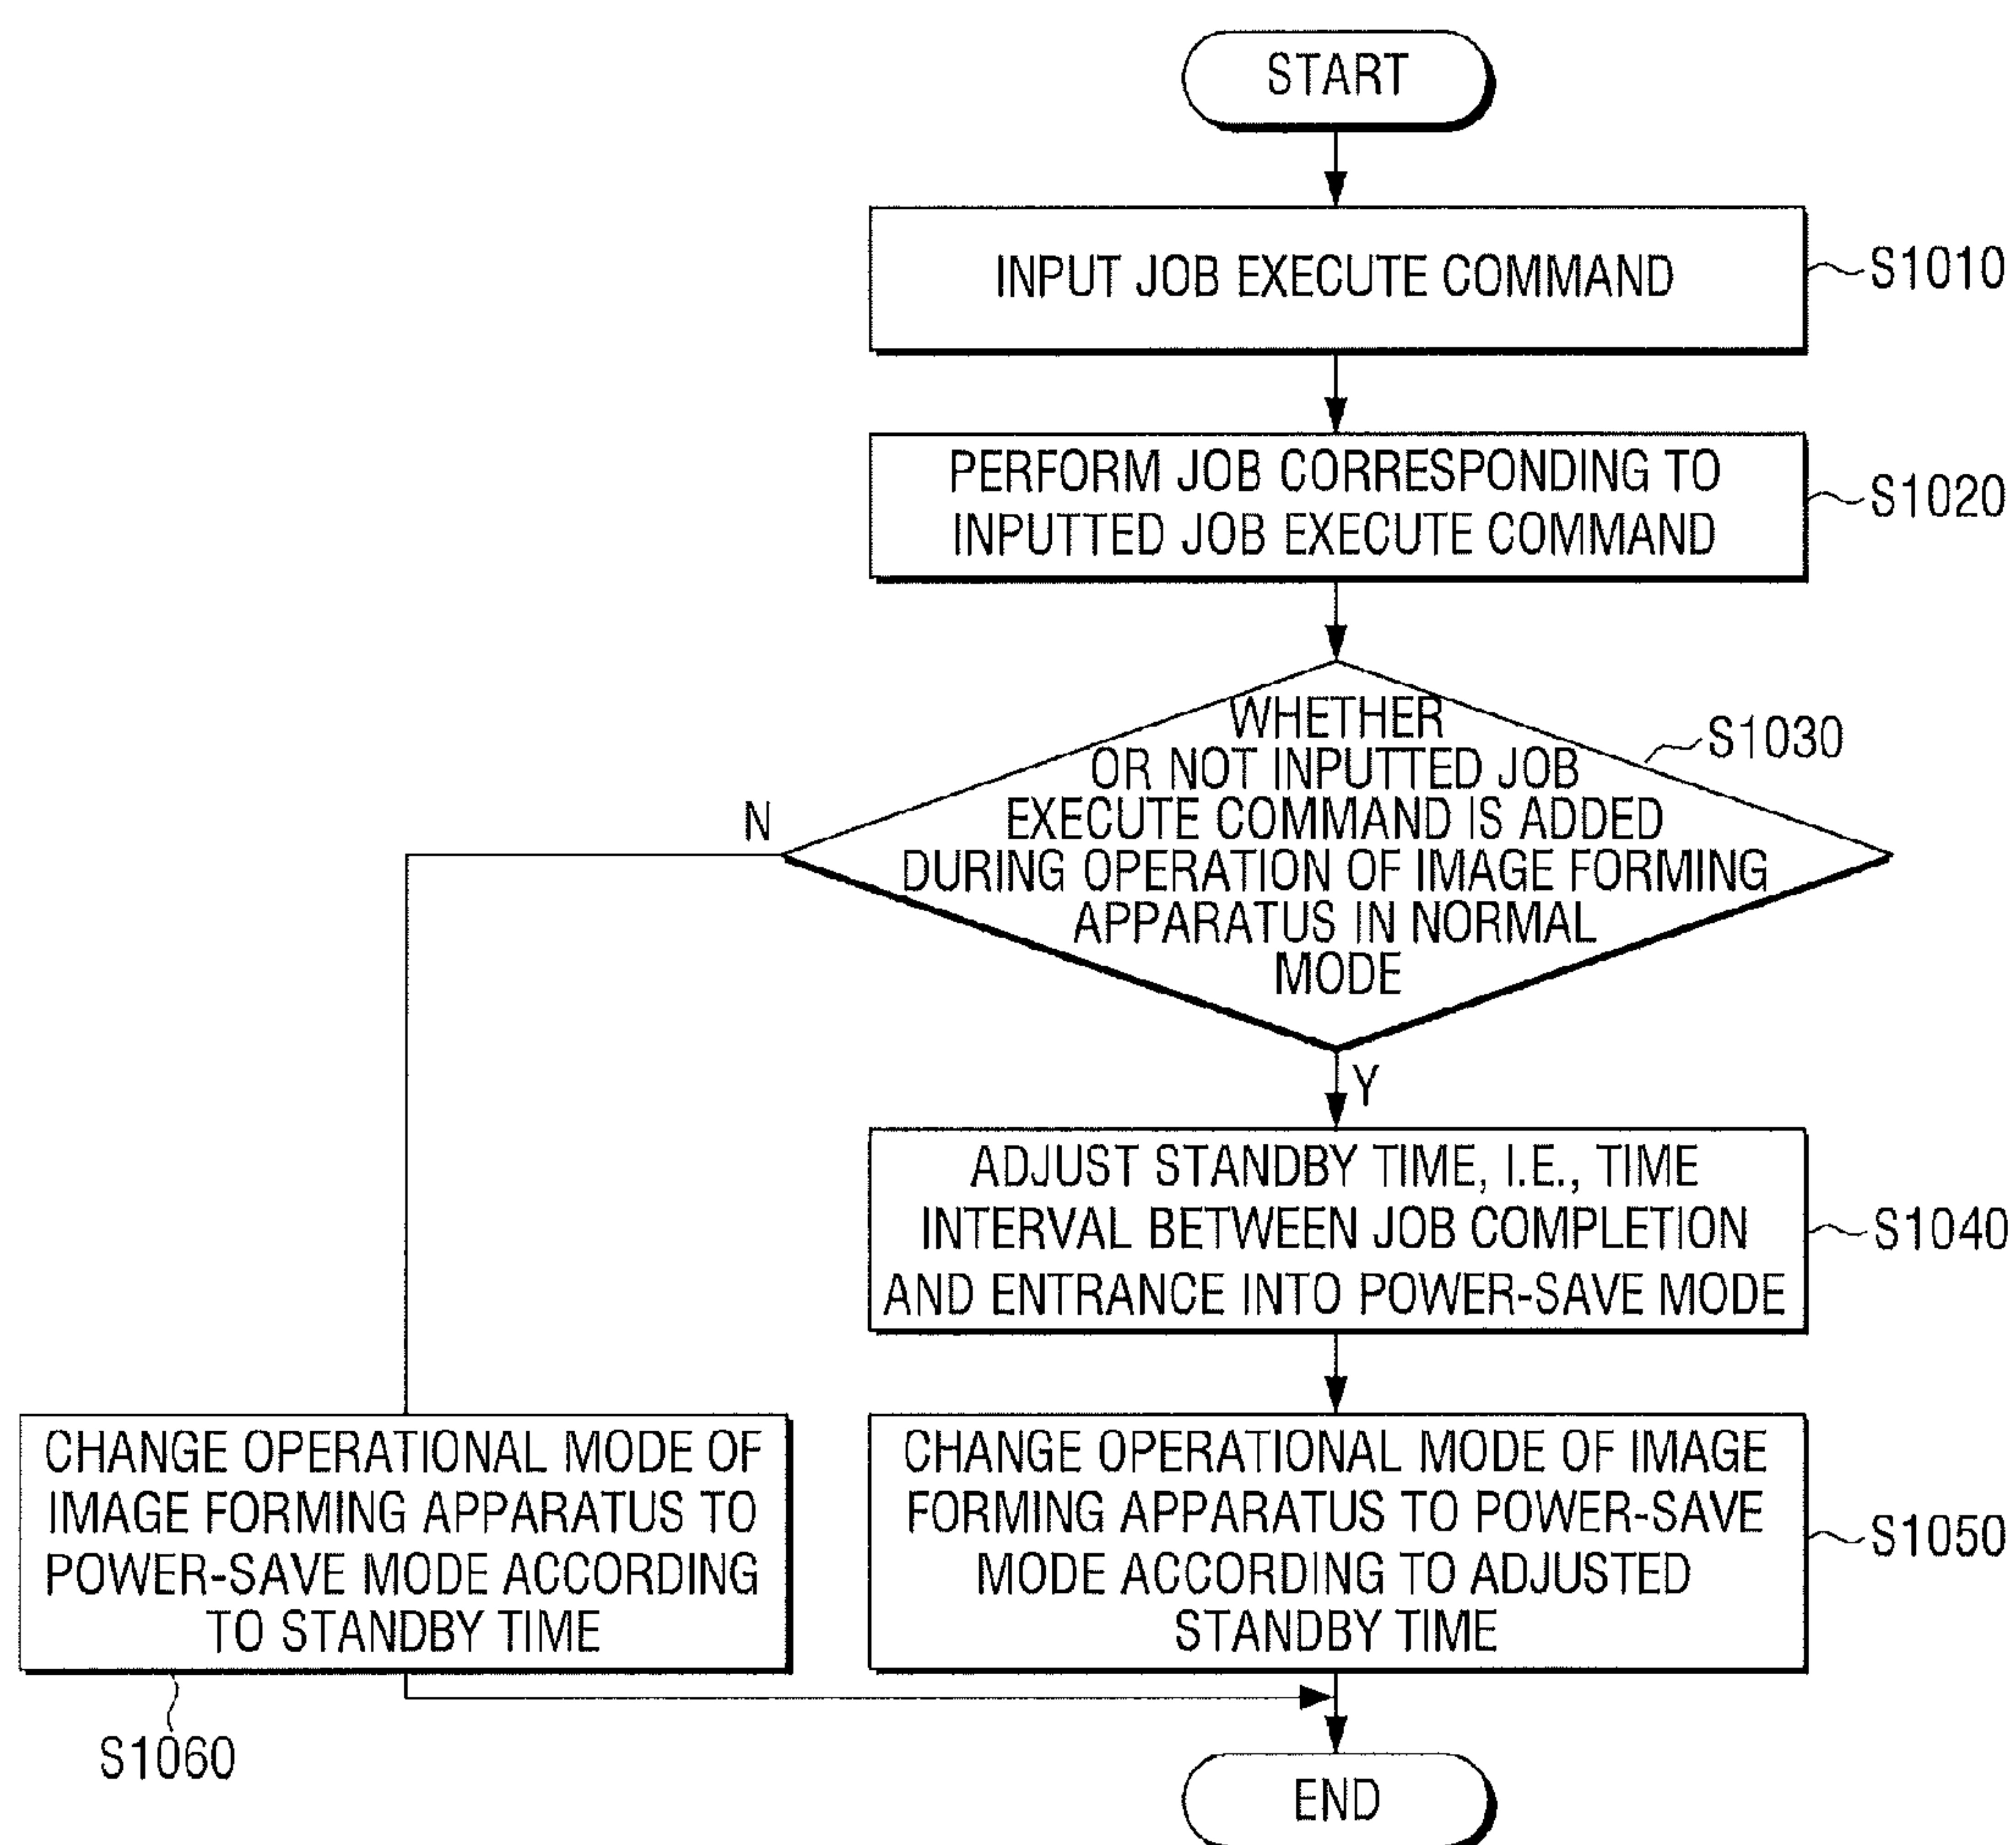 START
INPUT JOB EXECUTE COMMAND
S1010
PERFORM JOB CORRESPONDING TO
INPUTTED JOB EXECUTE COMMAND
S1020
WHETHER
OR NOT INPUTTED JOB
EXECUTE COMMAND IS ADDED
DURING OPERATION OF IMAGE FORMING
APPARATUS IN NORMAL
MODE
S1030
N
Y
ADJUST STANDBY TIME, I.E., TIME
INTERVAL BETWEEN JOB COMPLETION
AND ENTRANCE INTO POWER-SAVE MODE
S1040
CHANGE OPERATIONAL MODE OF
IMAGE FORMING APPARATUS TO
POWER-SAVE MODE ACCORDING
TO STANDBY TIME
S1060
CHANGE OPERATIONAL MODE OF IMAGE
FORMING APPARATUS TO POWER-SAVE
MODE ACCORDING TO ADJUSTED
STANDBY TIME
S1050
END